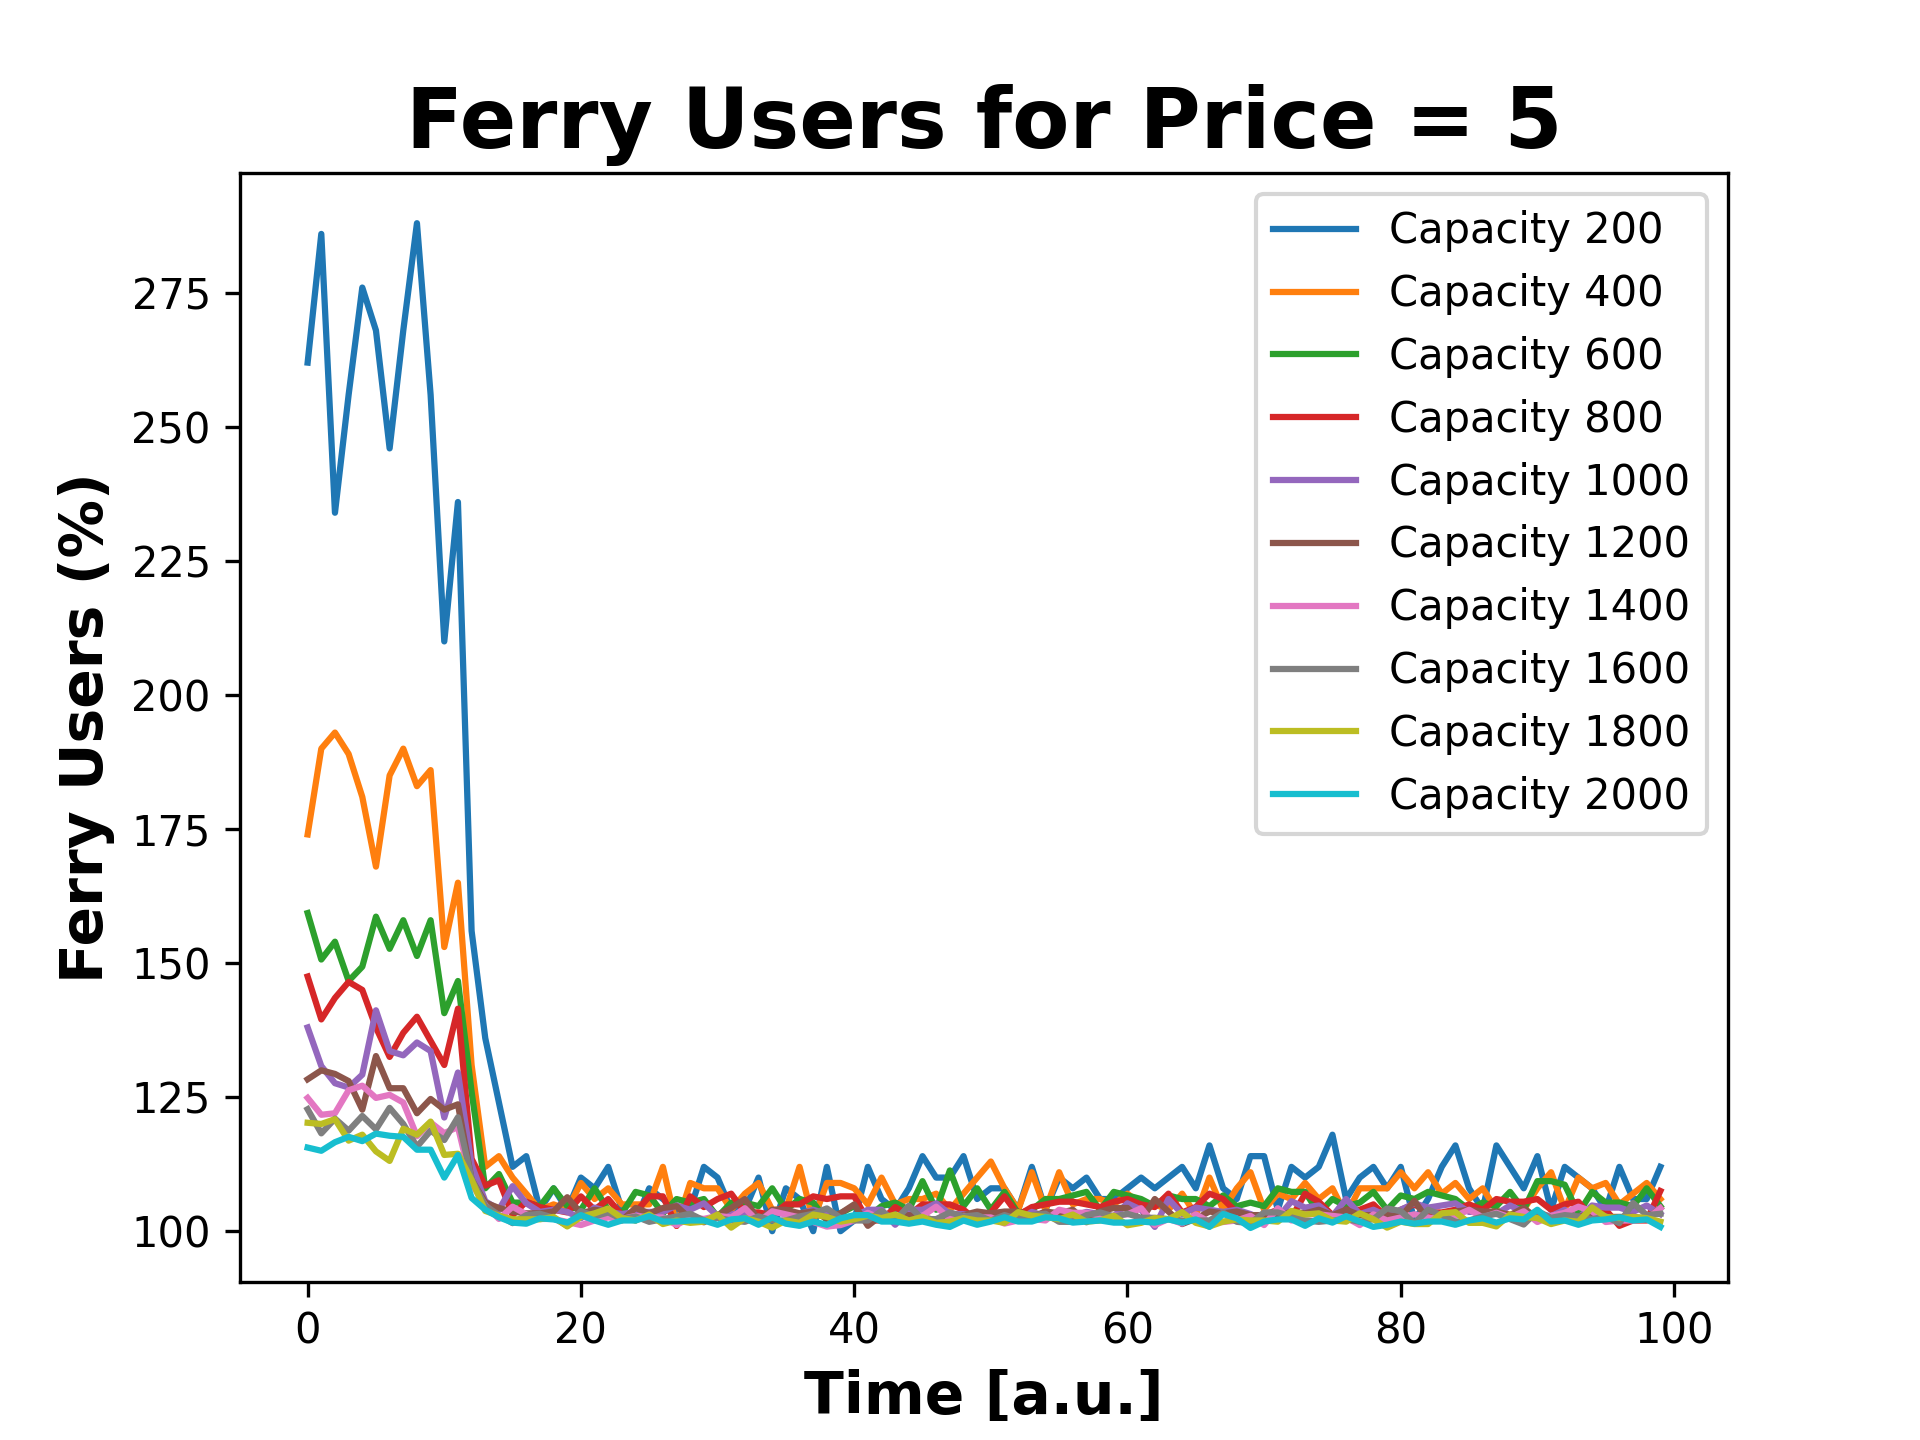 Ferry Users for Price = 5
Ferry Users (%)
275
250
225
200
175
150
125
100
Capacity 200
Capacity 400
Capacity 600
Capacity 800
Capacity 1000
Capacity 1200
Capacity 1400
Capacity 1600
Capacity 1800
Capacity 2000
0 20 40 60 80 100
Time [a.u.]